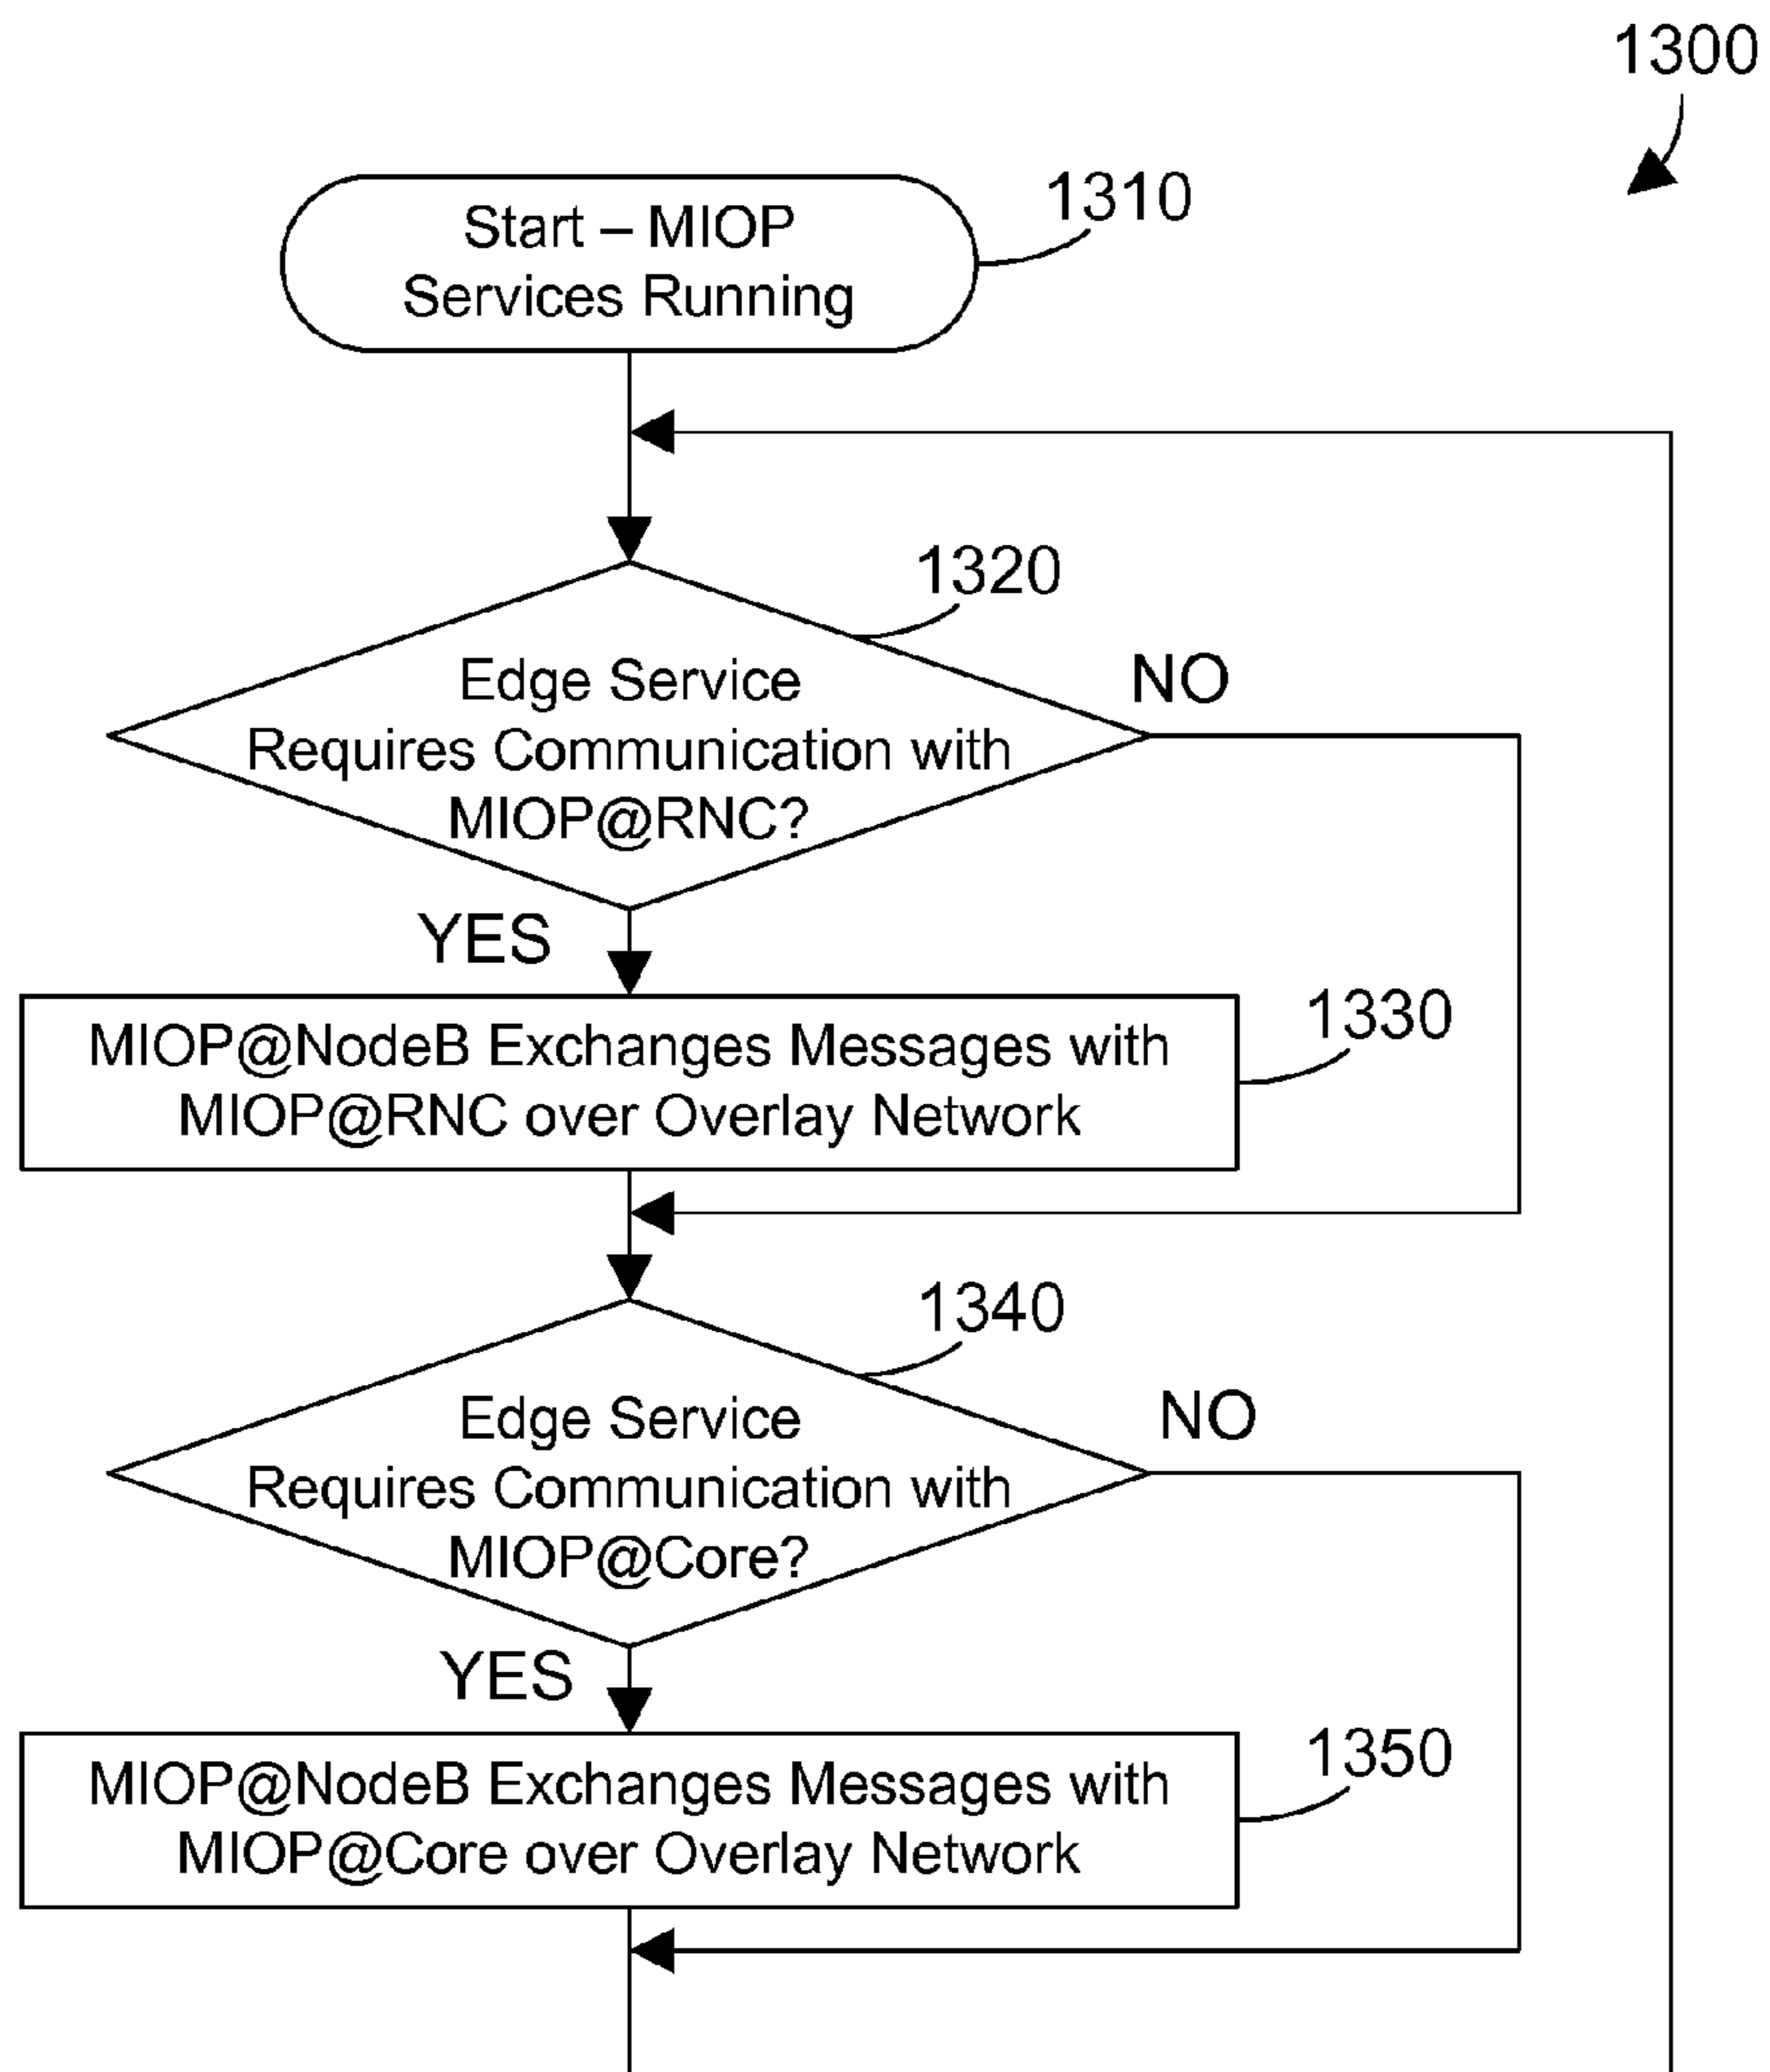 1300
Start – MIOP
Services Running
1310
1320
Edge Service
Requires Communication with
MIOP@RNC?
NO
YES
MIOP@NodeB Exchanges Messages with
MIOP@RNC over Overlay Network
1330
1340
Edge Service
Requires Communication with
MIOP@Core?
NO
YES
MIOP@NodeB Exchanges Messages with
MIOP@Core over Overlay Network
1350